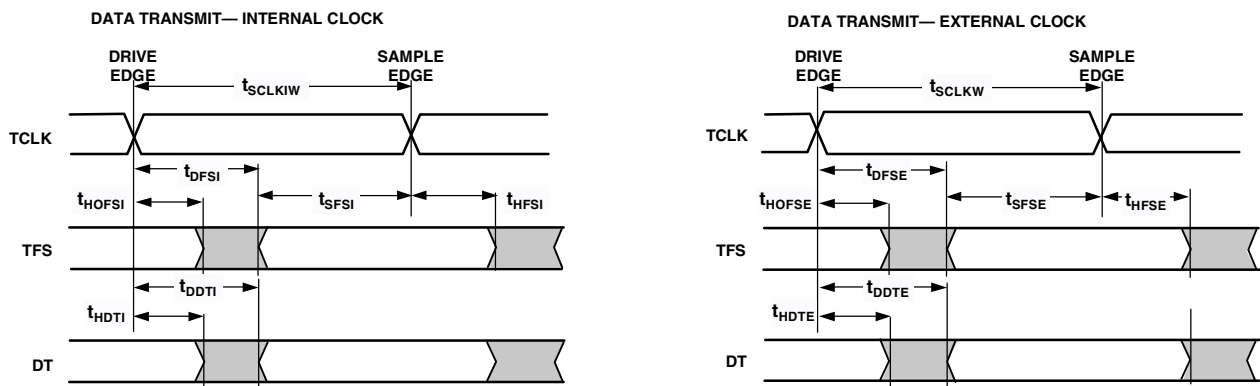 DATA TRANSMIT— INTERNAL CLOCK
DRIVE
EDGE
SAMPLE
EDGE
tSCLKIW
TCLK
tDFSI
tHOFSI
tSFSI
tHFSI
TFS
tDDTI
tHDTI
DT
DATA TRANSMIT— EXTERNAL CLOCK
DRIVE
EDGE
SAMPLE
EDGE
tSCLKW
TCLK
tDFSE
tHOFSE
tSFSE
tHFSE
TFS
tDDTE
tHDTE
DT